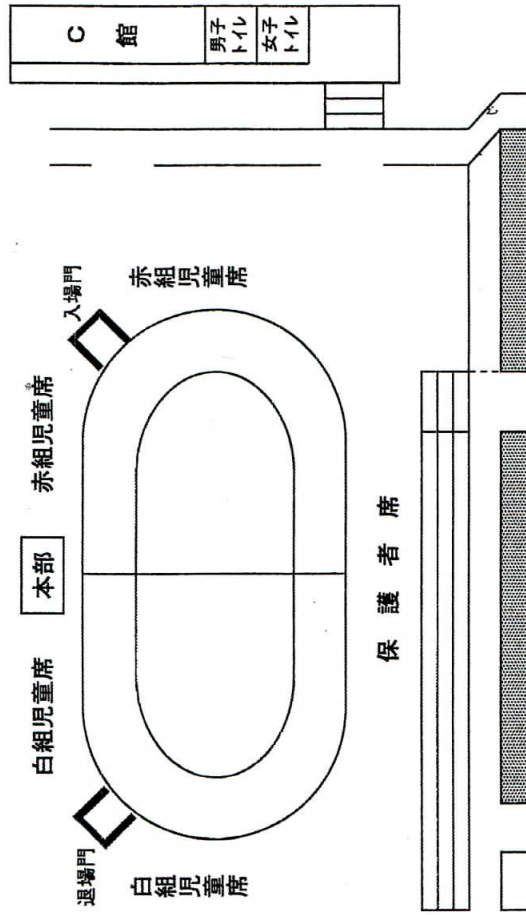 C館
男子
トイレ
女子
トイレ
入場門
赤組児童席
赤組児童席
本部
白組児童席
退場門
白組児童席
保護者席